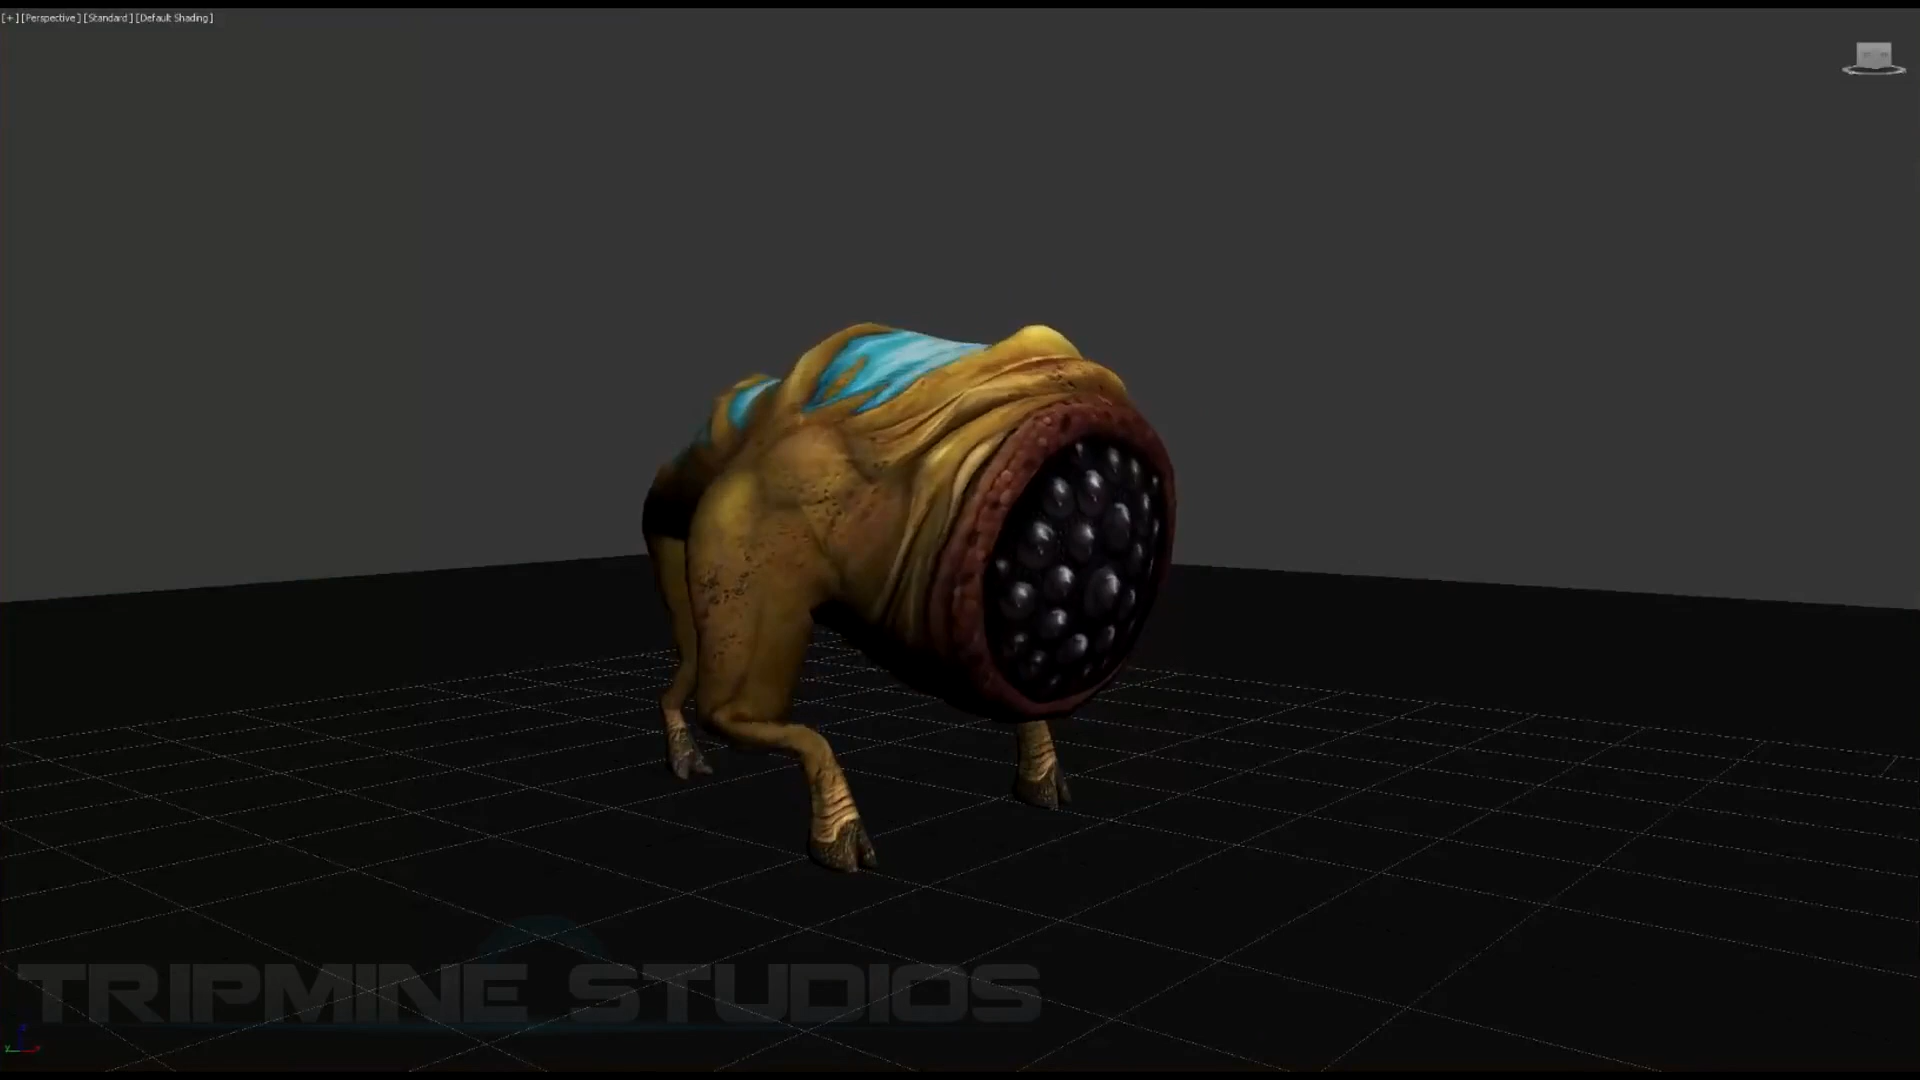 [+] [Perspective] [Standard] [Default Shading]
TRIPMINE STUDIOS